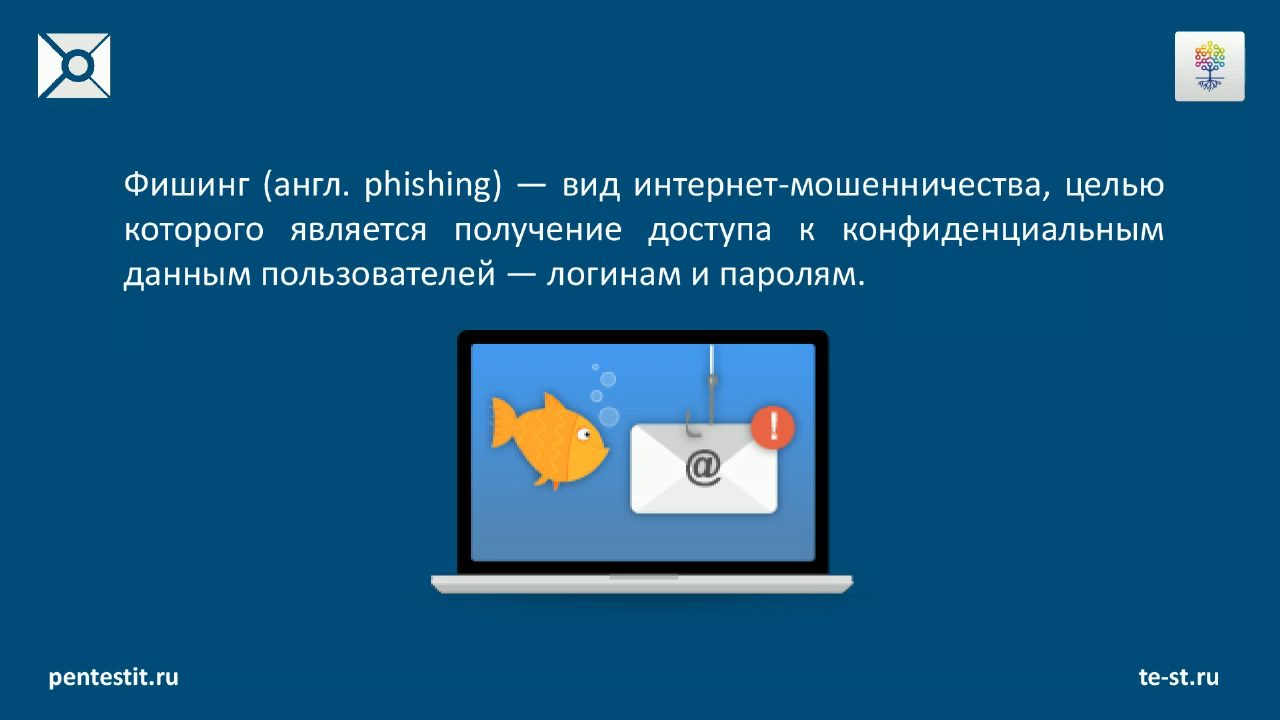 Фишинг (англ. phishing) — вид интернет-мошенничества, целью
которого является получение доступа к конфиденциальным
данным пользователей — логинам и паролям.
!
@
pentestit.ru
te-st.ru